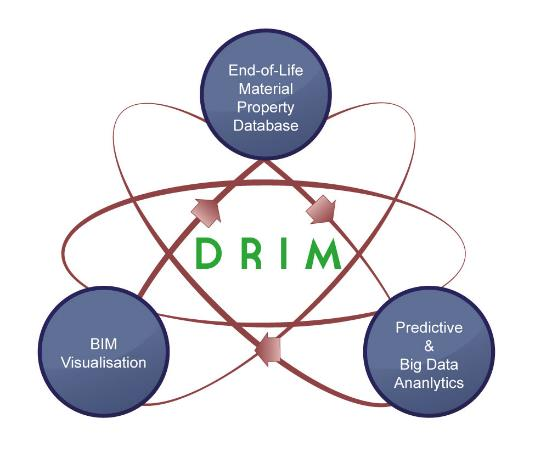 End-of-Life
Material
Property
Database
DRIM
BIM
Visualisation
Predictive
&
Big Data
Ananlytics